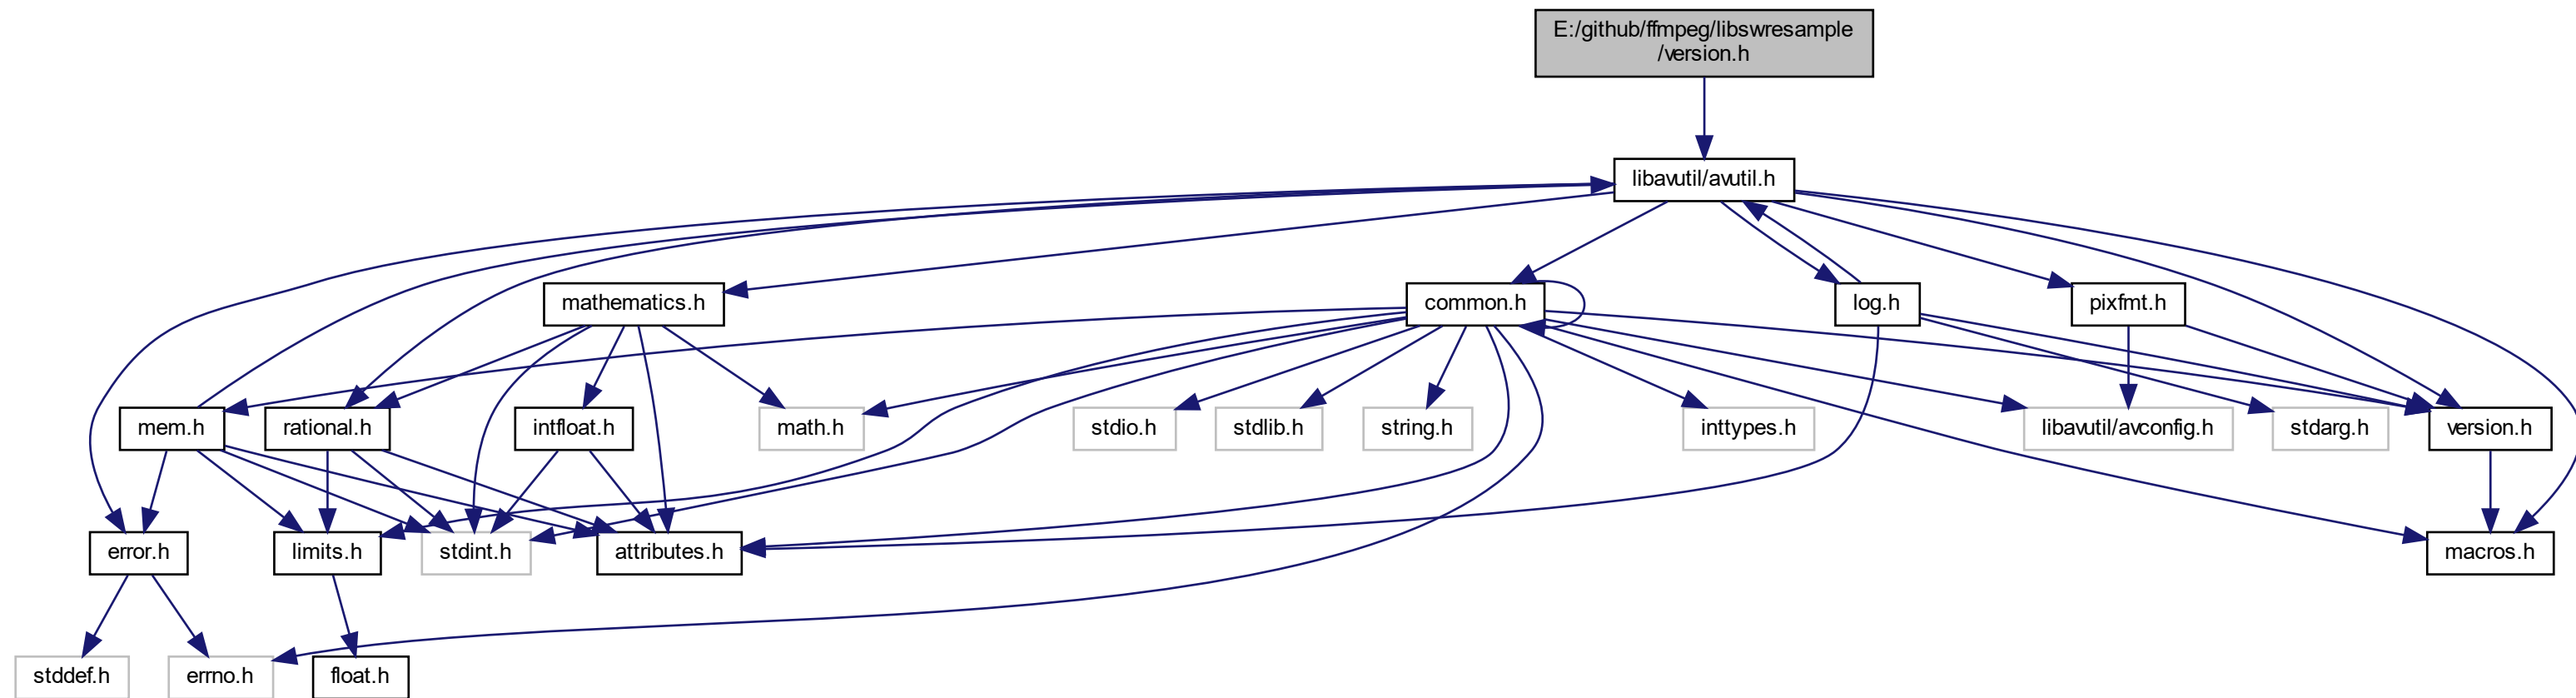 E:/github/ffmpeg/libswresample
/version.h
libavutil/avutil.h
mathematics.h
common.h
log.h
pixfmt.h
mem.h
rational.h
intfloat.h
math.h
stdio.h
stdlib.h
string.h
inttypes.h
libavutil/avconfig.h
stdarg.h
version.h
error.h
limits.h
stdint.h
attributes.h
macros.h
stddef.h
errno.h
float.h